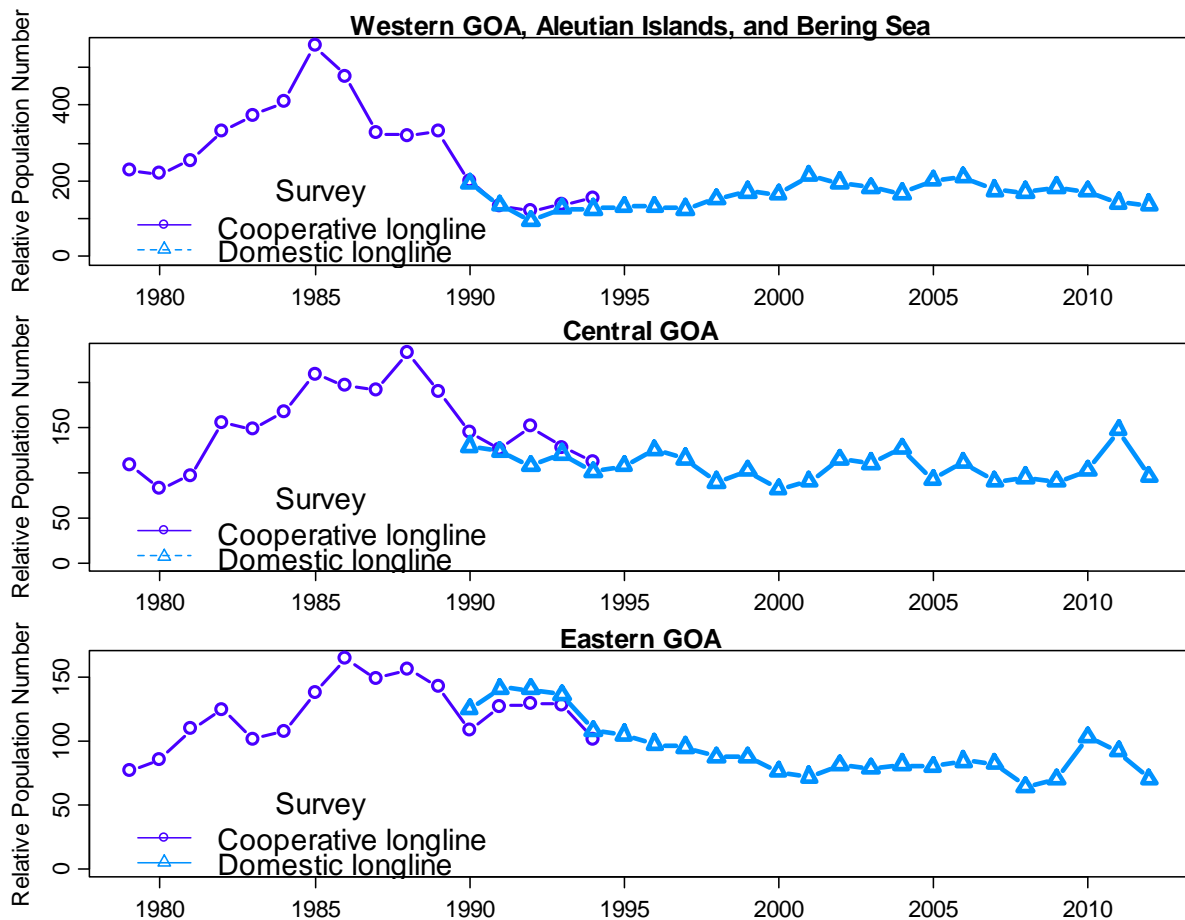 Western GOA, Aleutian Islands, and Bering Sea
Relative Population Number
0 200 400
Survey
Cooperative longline
Domestic longline
1980 1985 1990 1995 2000 2005 2010
Central GOA
Relative Population Number
0 50 150
Survey
Cooperative longline
Domestic longline
1980 1985 1990 1995 2000 2005 2010
Eastern GOA
Relative Population Number
0 50 100 150
Survey
Cooperative longline
Domestic longline
1980 1985 1990 1995 2000 2005 2010